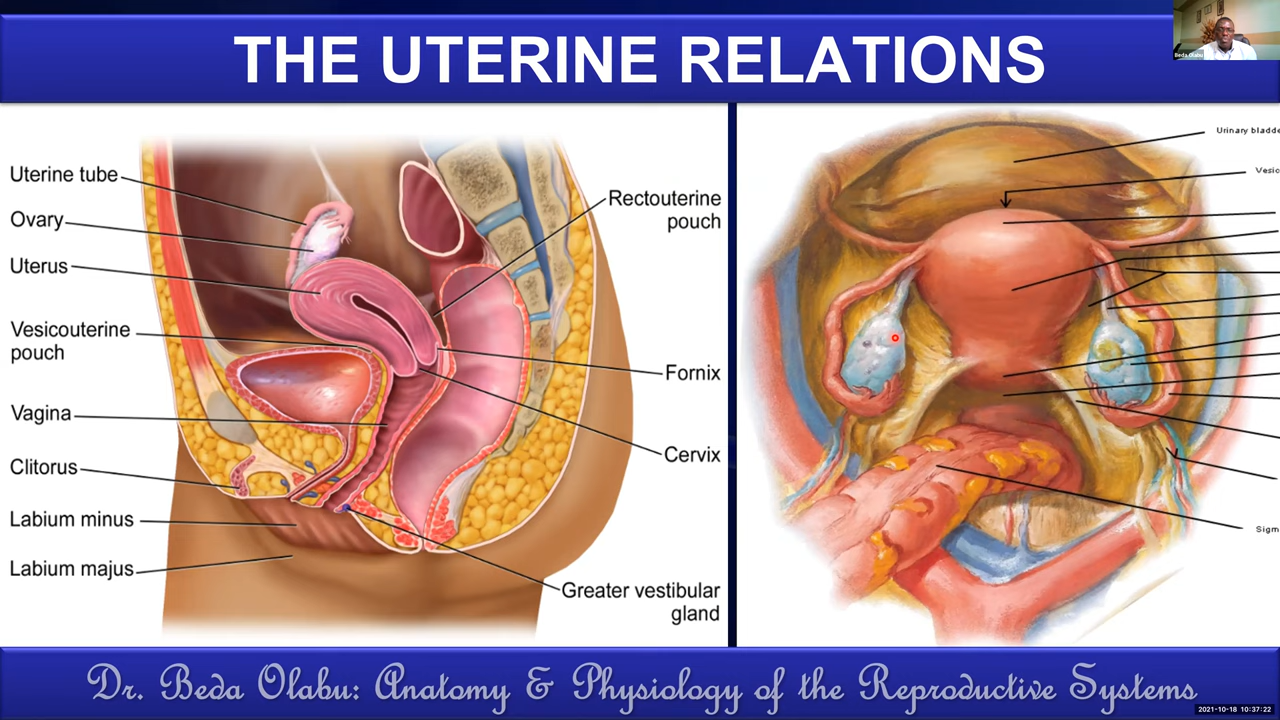 THE UTERINE RELATIONS
Beda Olabu
Uterine tube
Ovary
Uterus
Vesicouterine
pouch
Vagina
Clitorus
Labium minus
Labium majus
Rectouterine
pouch
Fornix
Cervix
Greater vestibular
gland
Urinary bladde
Vesic
Sigm
Dr. Beda Olabu: Anatomy & Physiology of the Reproductive Systems
2021-10-18 10:37:22